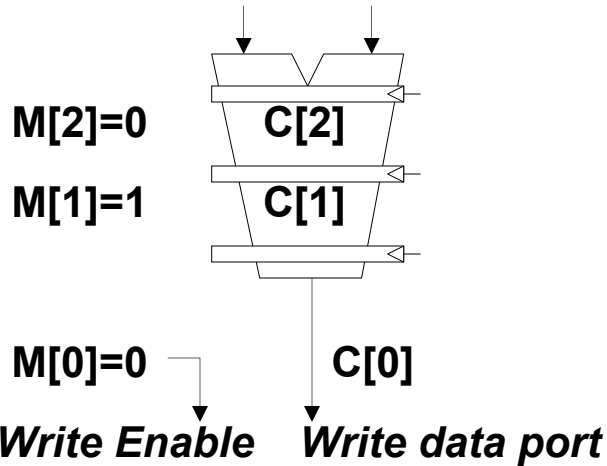 M[2]=0 C[2]
M[1]=1 C[1]
M[0]=0 C[0]
Write Enable Write data port